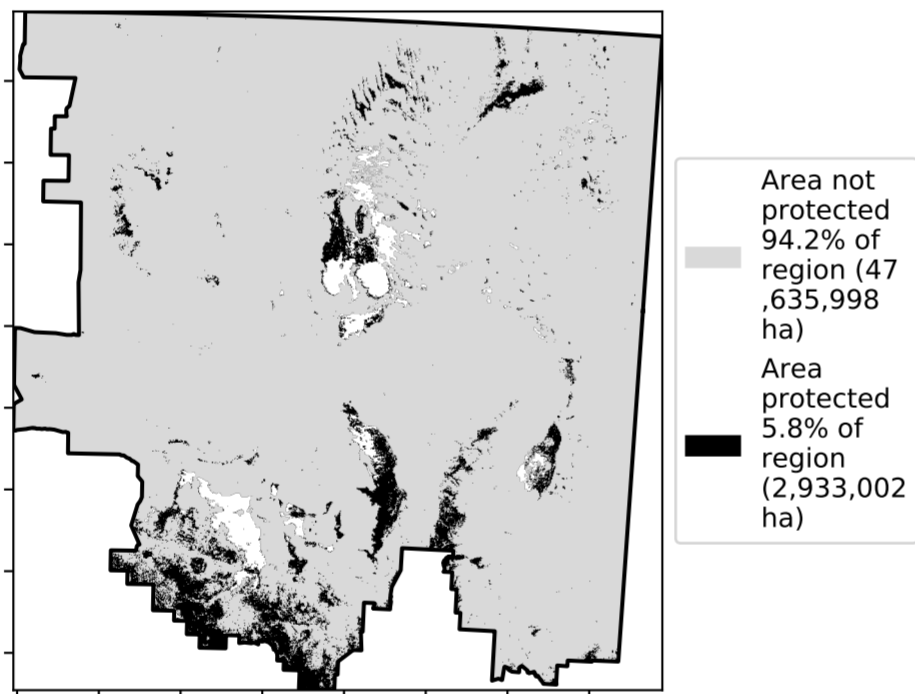 Area not
protected
94.2% of
region (47
,635,998
ha)
Area
protected
5.8% of
region
(2,933,002
ha)